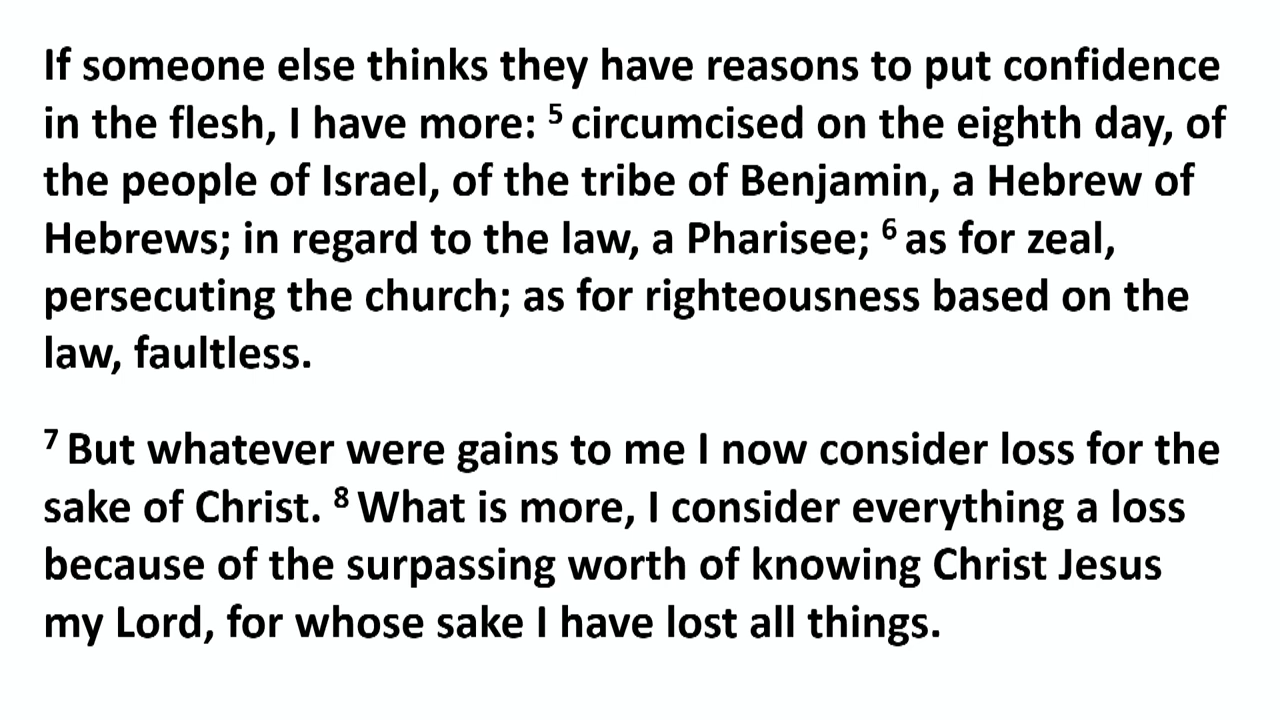 If someone else thinks they have reasons to put confidence
in the flesh, I have more: 5 circumcised on the eighth day, of
the people of Israel, of the tribe of Benjamin, a Hebrew of
Hebrews; in regard to the law, a Pharisee; 6 as for zeal,
persecuting the church; as for righteousness based on the
law, faultless.
7 But whatever were gains to me I now consider loss for the
sake of Christ. 8 What is more, I consider everything a loss
because of the surpassing worth of knowing Christ Jesus
my Lord, for whose sake I have lost all things.